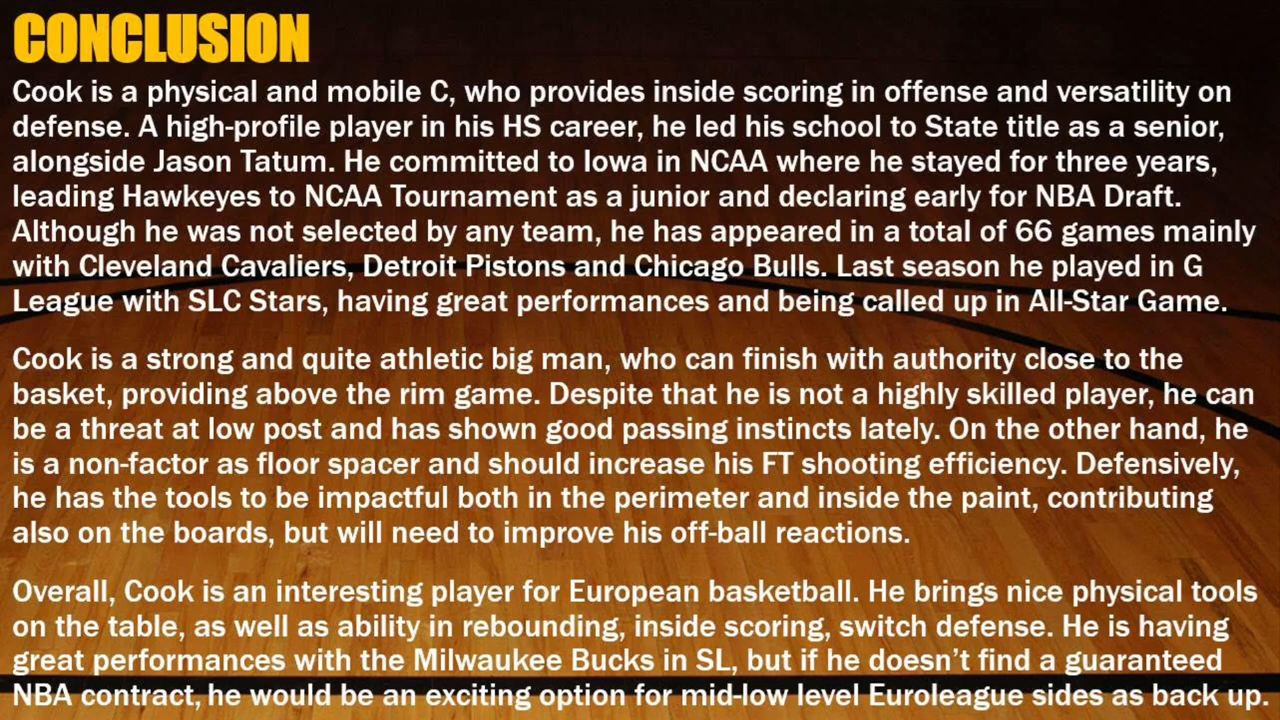 CONCLUSION
Cook is a physical and mobile C, who provides inside scoring in offense and versatility on
defense. A high-profile player in his HS career, he led his school to State title as a senior,
alongside Jason Tatum. He committed to Iowa in NCAA where he stayed for three years,
leading Hawkeyes to NCAA Tournament as a junior and declaring early for NBA Draft.
Although he was not selected by any team, he has appeared in a total of 66 games mainly
with Cleveland Cavaliers, Detroit Pistons and Chicago Bulls. Last season he played in G
League with SLC Stars, having great performances and being called up in All-Star Game.
Cook is a strong and quite athletic big man, who can finish with authority close to the
basket, providing above the rim game. Despite that he is not a highly skilled player, he can
be a threat at low post and has shown good passing instincts lately. On the other hand, he
is a non-factor as floor spacer and should increase his FT shooting efficiency. Defensively,
he has the tools to be impactful both in the perimeter and inside the paint, contributing
also on the boards, but will need to improve his off-ball reactions.
Overall, Cook is an interesting player for European basketball. He brings nice physical tools
on the table, as well as ability in rebounding, inside scoring, switch defense. He is having
great performances with the Milwaukee Bucks in SL, but if he doesn't find a guaranteed
NBA contract, he would be an exciting option for mid-low level Euroleague sides as back up.